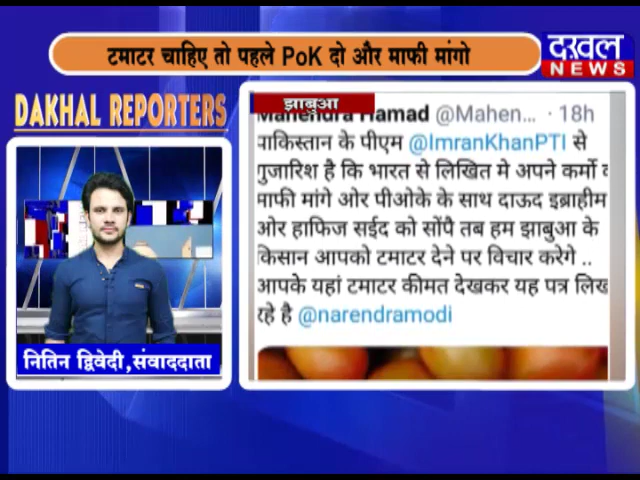 टमाटर चाहिए तो पहले PoK दो और माफी मांगो
दखल
NEWS
DAKHAL REPORTERS
झाबुआ
Mahendra Hamad @Mahen... · 18h
पाकिस्तान के पीएम @ImranKhanPTI से
गुजारिश है कि भारत से लिखित मे अपने कर्मो
माफी मांगे ओर पीओके के साथ दाऊद इब्राहीम
ओर हाफिज सईद को सोंपै तब हम झाबुआ के
किसान आपको टमाटर देने पर विचार करेगे ..
आपके यहां टमाटर कीमत देखकर यह पत्र लिख
रहे है @narendramodi
नितिन द्विवेदी,संवाददाता